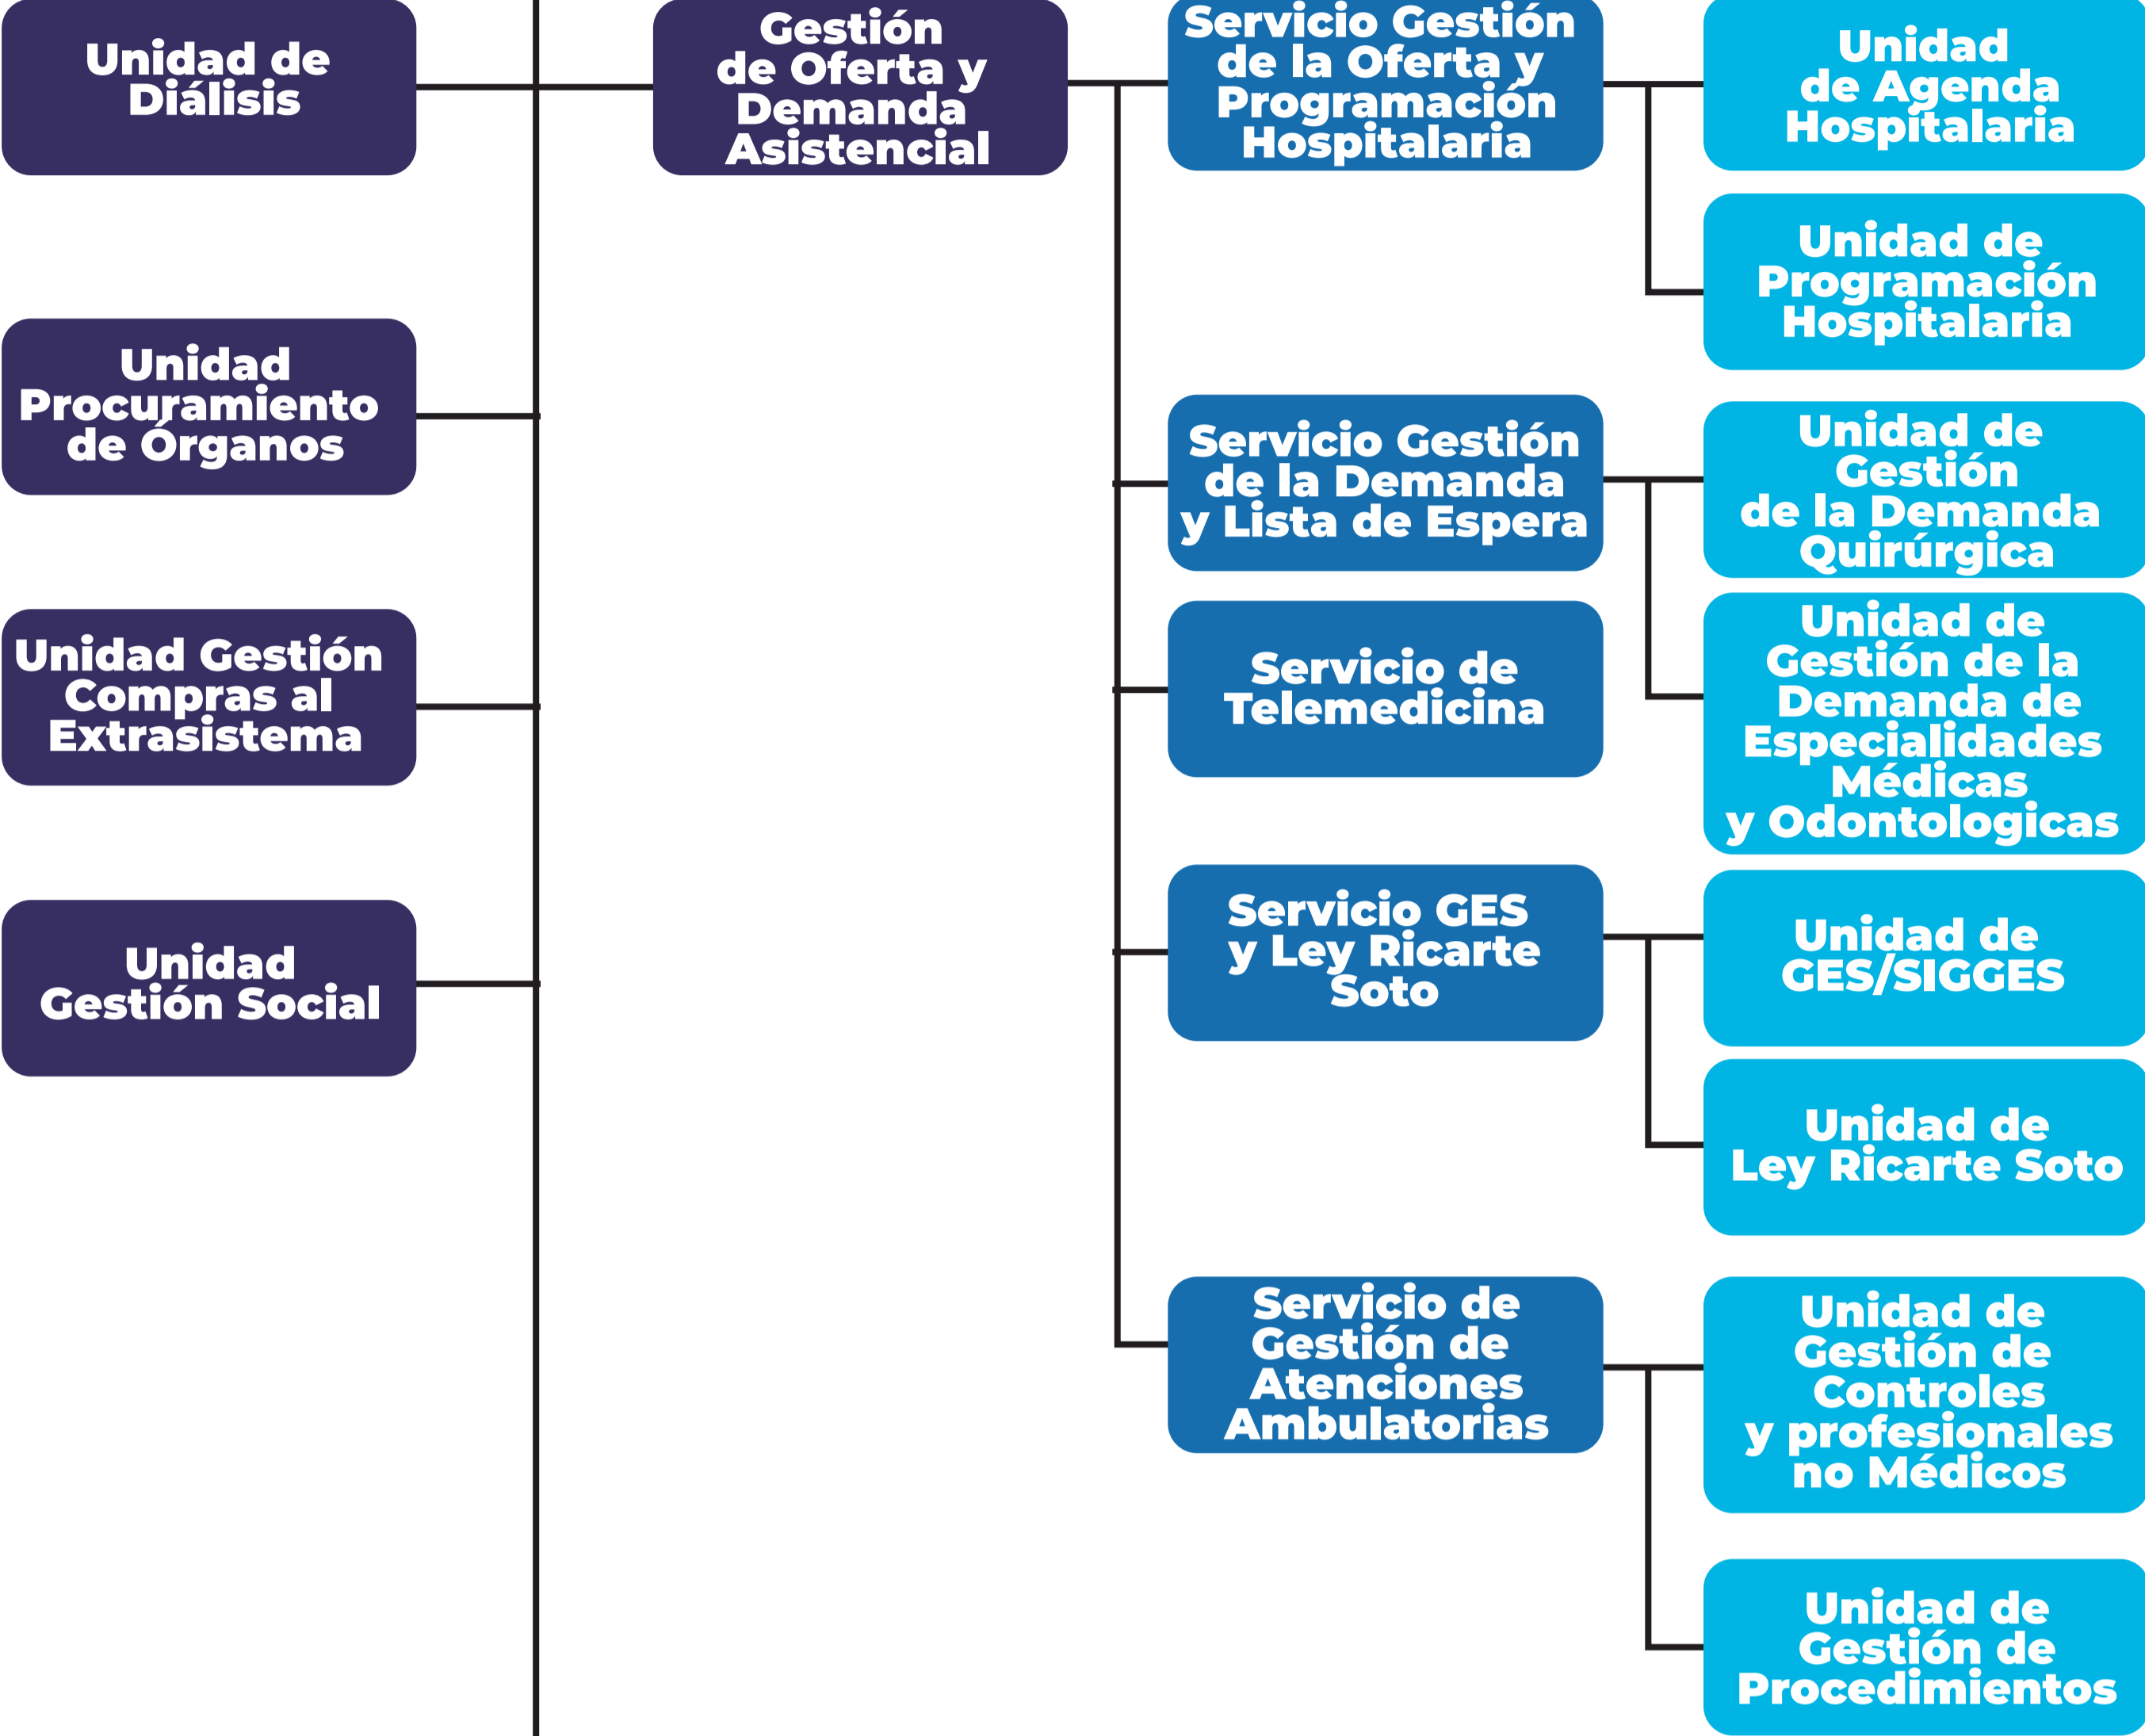 Unidad de
Diálisis
Unidad
Procuramiento
de Órganos
Unidad Gestión
Compras al
Extrasistema
Unidad
Gestión Social
Gestión
de Oferta y
Demanda
Asistencial
Servicio Gestión
de la Oferta y
Programación
Hospitalaria
Servicio Gestión
de la Demanda
y Lista de Espera
Servicio de
Telemedicina
Servicio GES
y Ley Ricarte
Soto
Servicio de
Gestión de
Atenciones
Ambulatorias
Unidad
de Agenda
Hospitalaria
Unidad de
Programación
Hospitalaria
Unidad de
Gestión
de la Demanda
Quirúrgica
Unidad de
Gestión de la
Demanda de
Especialidades
Médicas
y Odontologicas
Unidad de
GES/SIGGES
Unidad de
Ley Ricarte Soto
Unidad de
Gestión de
Controles
y profesionales
no Médicos
Unidad de
Gestión de
Procedimientos